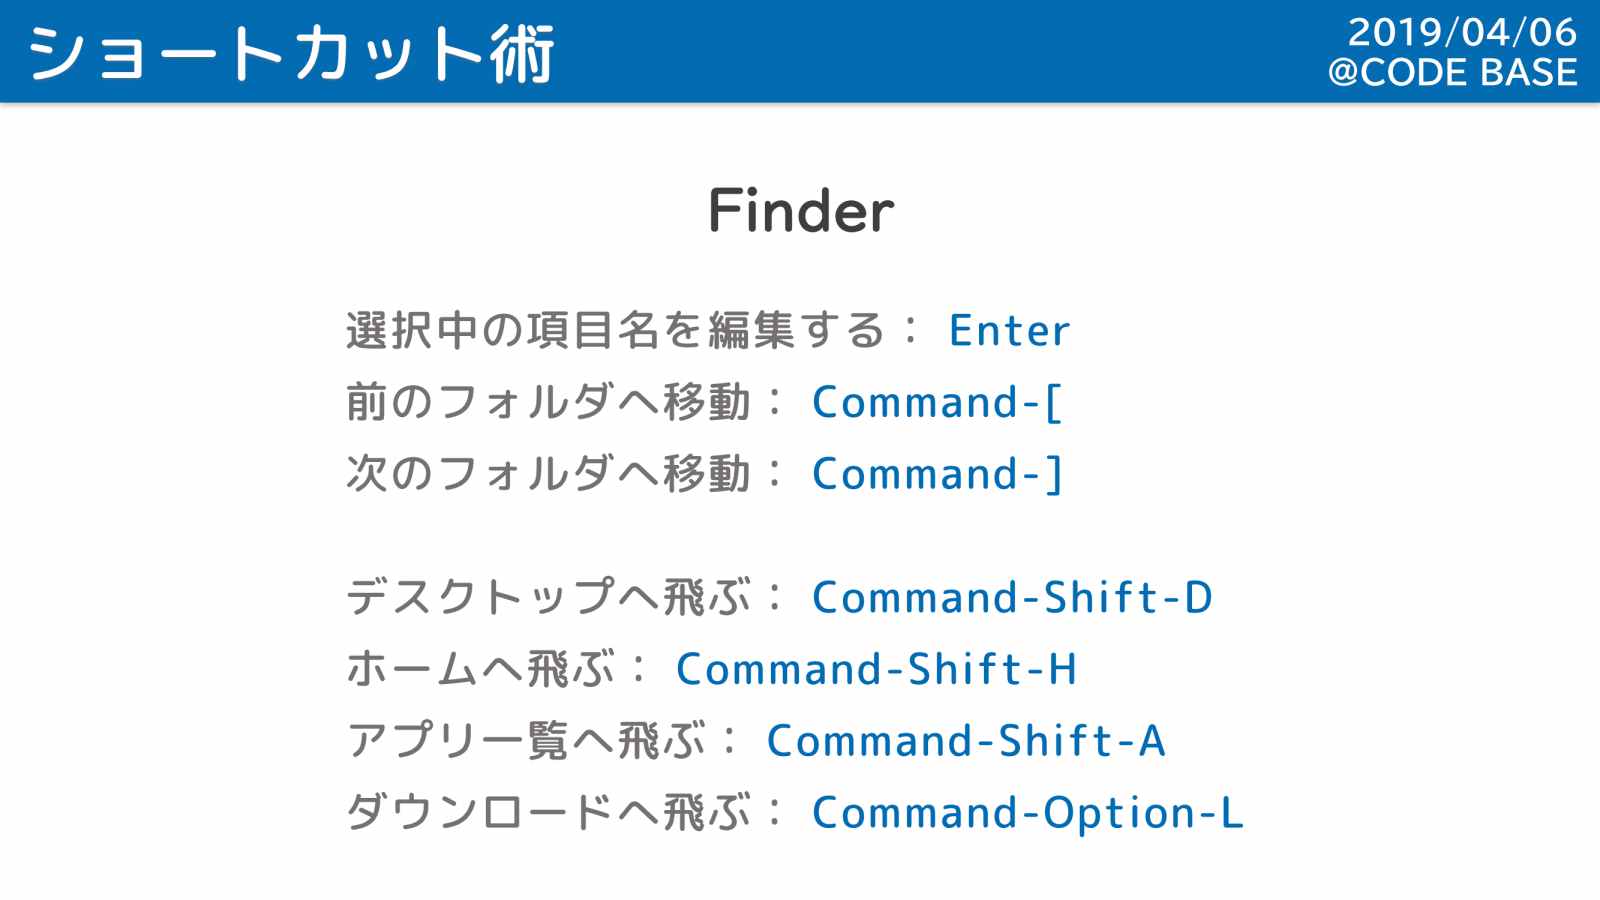 ショートカット術
2019/04/06
@CODE BASE
Finder
選択中の項目名を編集する： Enter
前のフォルダへ移動： Command-[
次のフォルダへ移動： Command-]
デスクトップへ飛ぶ： Command-Shift-D
ホームへ飛ぶ： Command-Shift-H
アプリ一覧へ飛ぶ： Command-Shift-A
ダウンロードへ飛ぶ： Command-Option-L